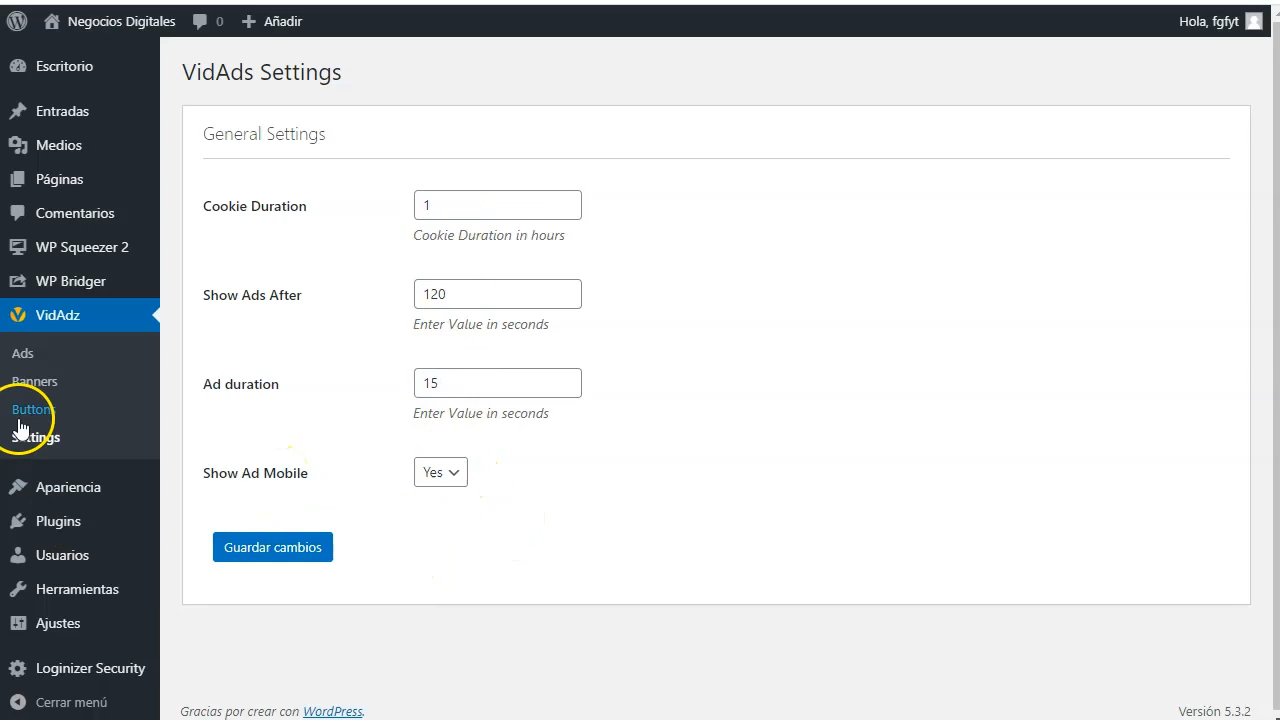 Negocios Digitales
0
Añadir
Hola, fgfyt
Escritorio
Entradas
Medios
Páginas
Comentarios
WP Squeezer 2
WP Bridger
VidAdz
Ads
Banners
Buttons
Settings
Apariencia
Plugins
Usuarios
Herramientas
Ajustes
Loginizer Security
Cerrar menú
VidAds Settings
General Settings
Cookie Duration
1
Cookie Duration in hours
Show Ads After
120
Enter Value in seconds
Ad duration
15
Enter Value in seconds
Show Ad Mobile
Yes
Guardar cambios
Gracias por crear con WordPress.
Versión 5.3.2